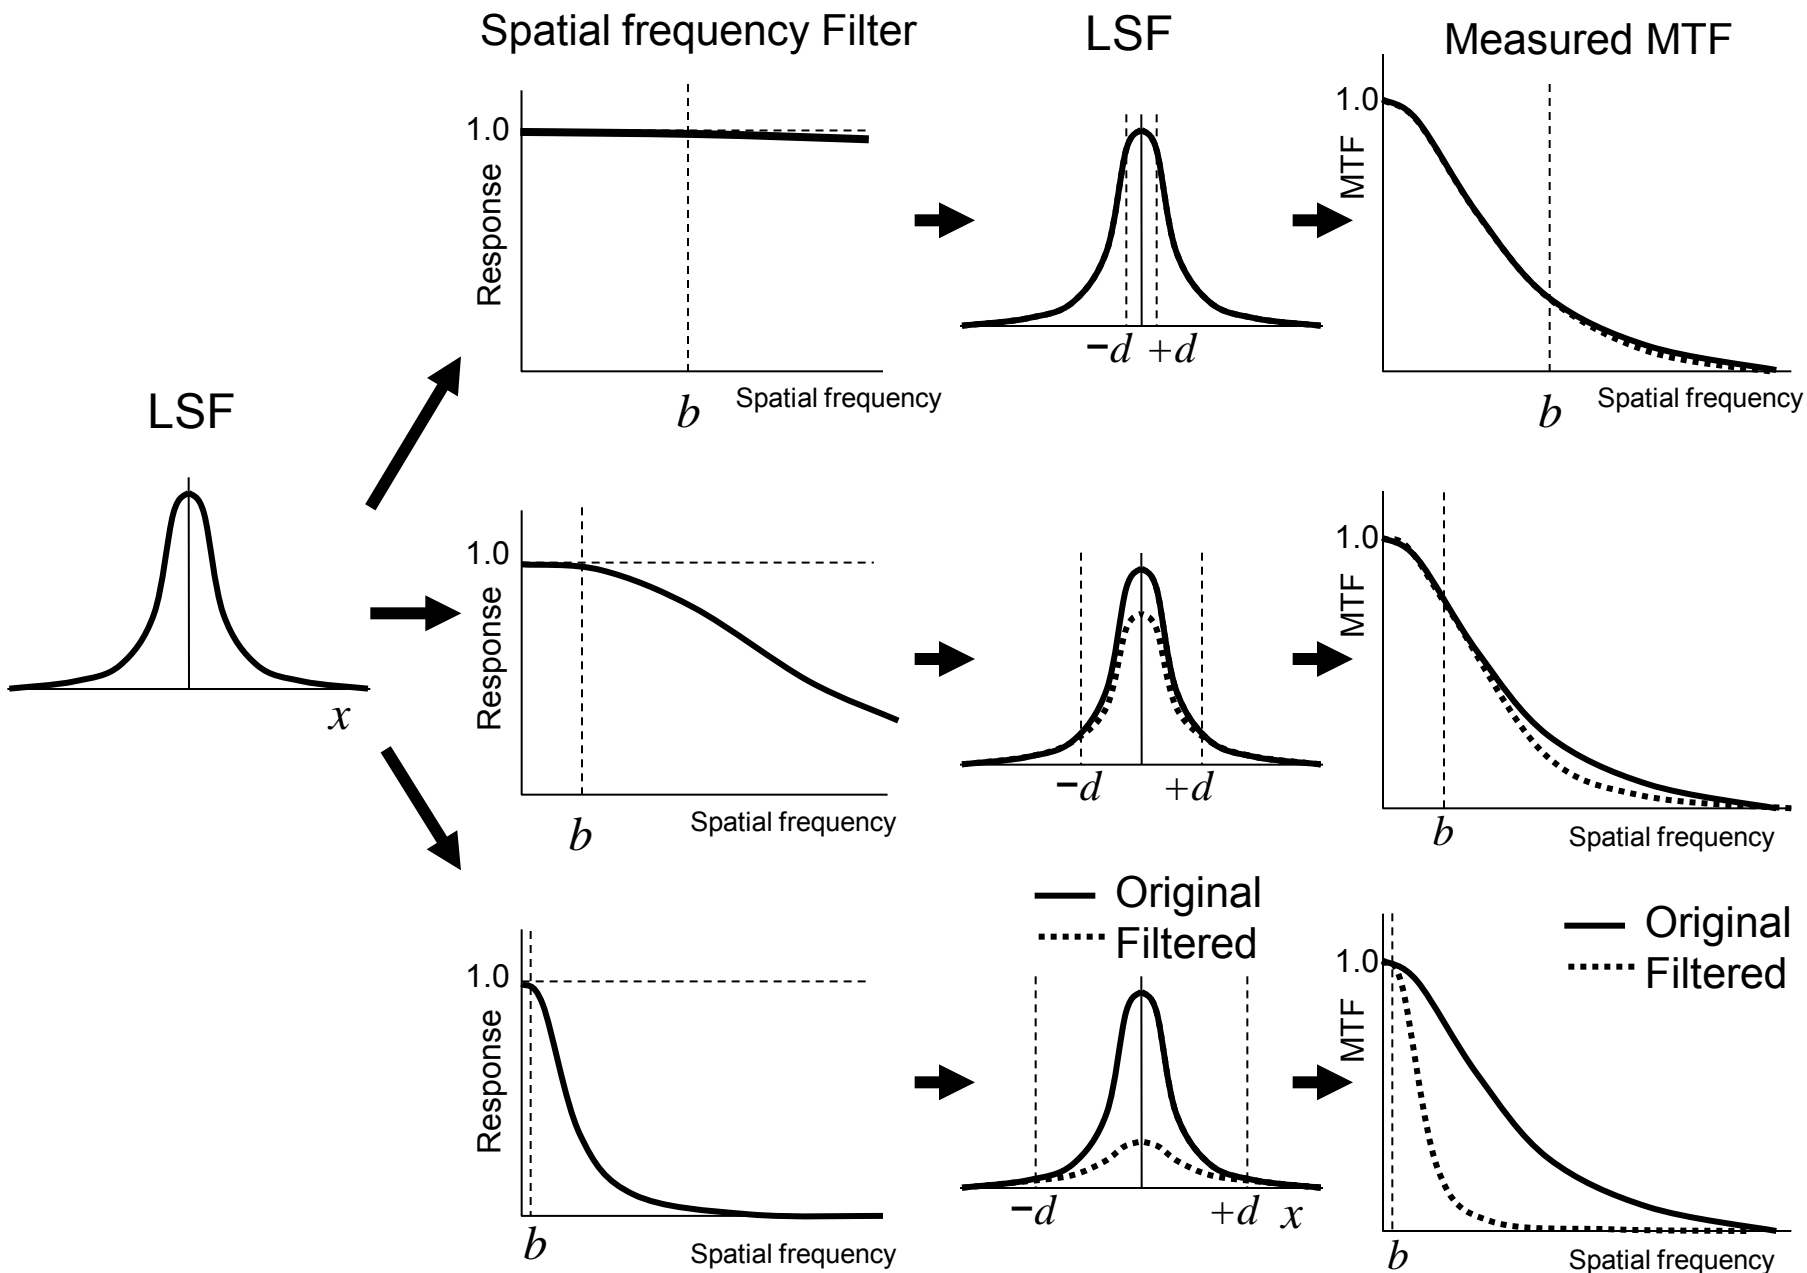 Spatial frequency Filter
LSF
Measured MTF
1.0
Response
b
Spatial frequency
−d +d
1.0
MTF
b
Spatial frequency
LSF
x
1.0
Response
b
Spatial frequency
−d +d
1.0
MTF
b
Spatial frequency
1.0
Response
b
Spatial frequency
Original
Filtered
−d +d x
Original
Filtered
1.0
MTF
b
Spatial frequency